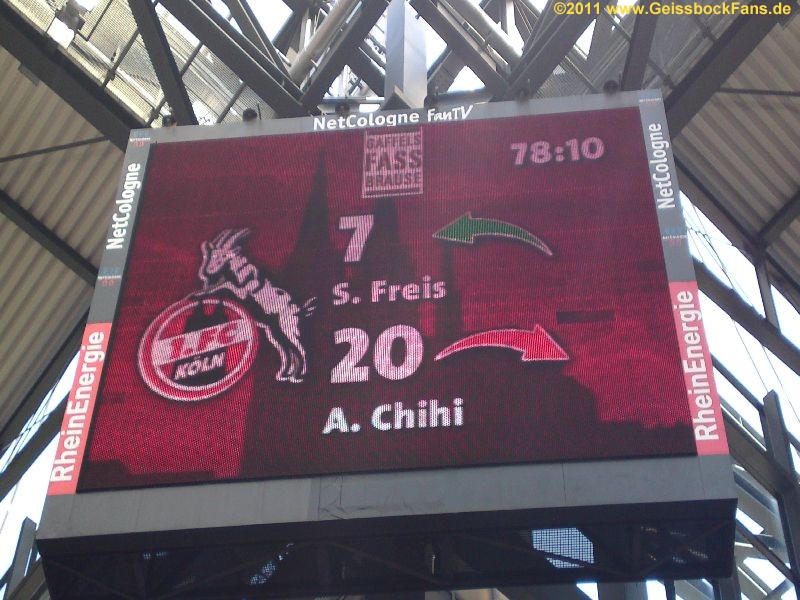 ©2011 www.GeissbockFans.de
NetCologne FanTV
NetCologne
NetCologne
GAFFELS
FASS
BRAUSE
78:10
7
S. Freis
1. FC
KÖLN
20
A. Chihi
RheinEnergie
RheinEnergie